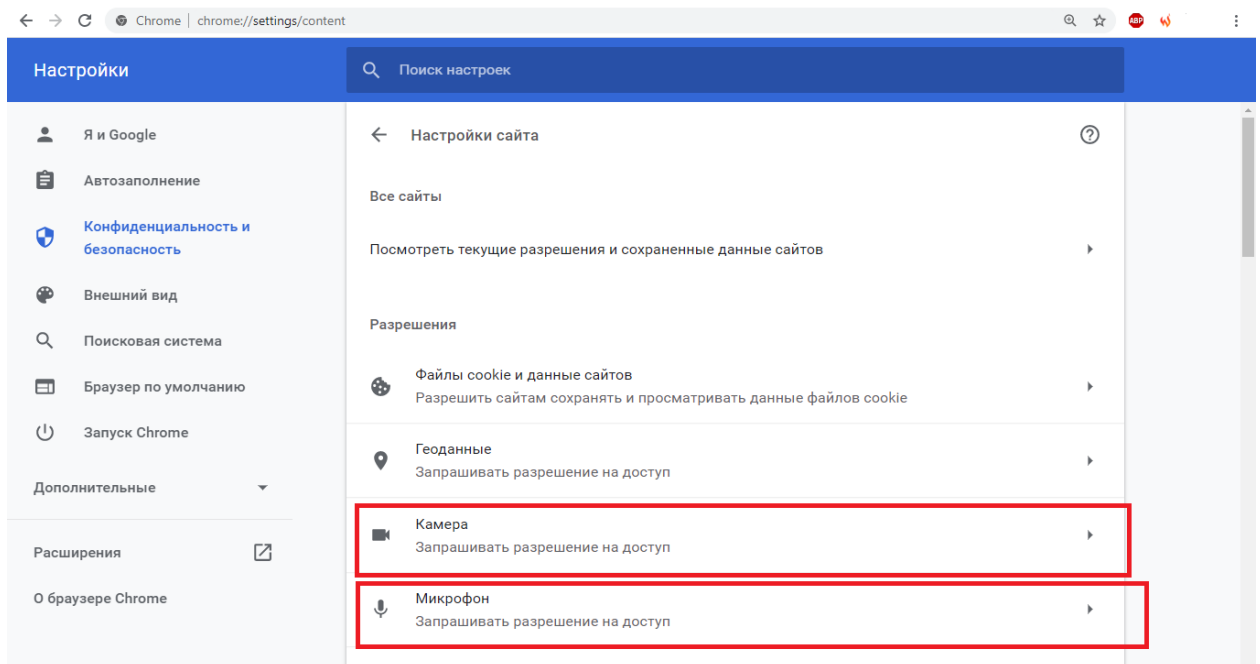 Chrome | chrome://settings/content
ABP
Настройки
Поиск настроек
Я и Google
Автозаполнение
Конфиденциальность и
безопасность
Внешний вид
Поисковая система
Браузер по умолчанию
Запуск Chrome
Дополнительные
Расширения
О браузере Chrome
Настройки сайта
Все сайты
Посмотреть текущие разрешения и сохраненные данные сайтов
Разрешения
Файлы cookie и данные сайтов
Разрешить сайтам сохранять и просматривать данные файлов cookie
Геоданные
Запрашивать разрешение на доступ
Камера
Запрашивать разрешение на доступ
Микрофон
Запрашивать разрешение на доступ